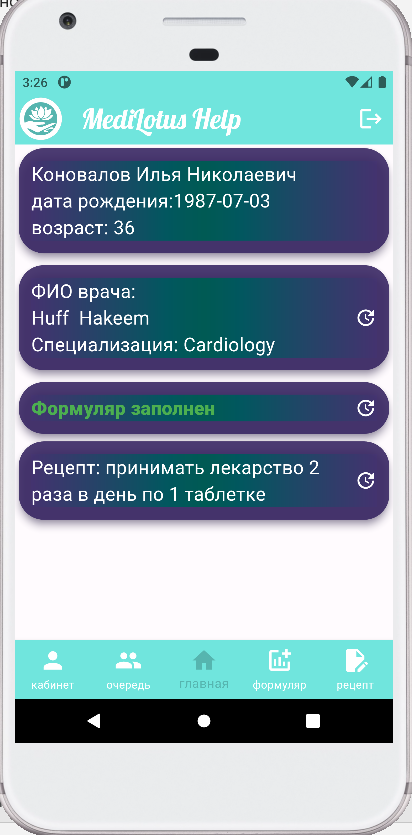 3:26
MediLotus Help
Коновалов Илья Николаевич
дата рождения:1987-07-03
возраст: 36
ФИО врача:
Huff Hakeem
Специализация: Cardiology
Формуляр заполнен
Рецепт: принимать лекарство 2
раза в день по 1 таблетке
кабинет очередь главная формуляр рецепт